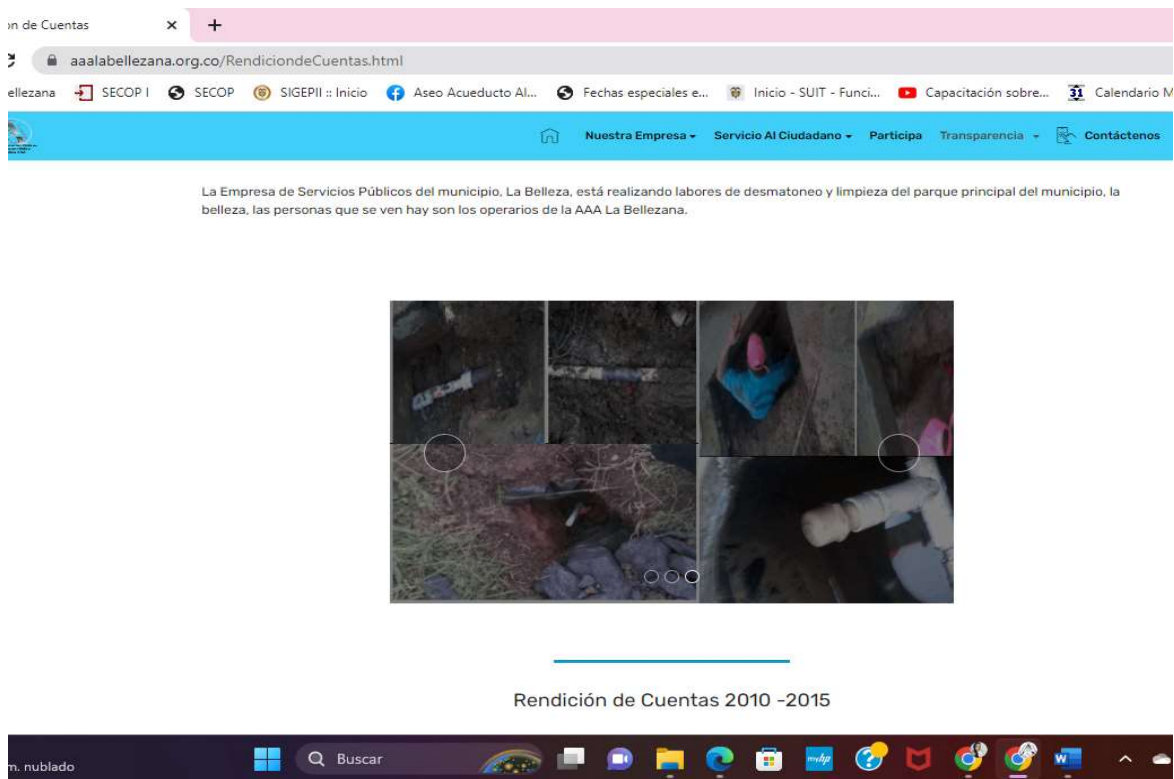 on de Cuentas
aaalabellezana.org.co/RendiciondeCuentas.html
ellezana SECOP I SECOP SIGEPII :: Inicio Aseo Acueducto Al... Fechas especiales e... Inicio - SUIT - Funci... Capacitación sobre... 31 Calendario M
Nuestra Empresa Servicio Al Ciudadano Participa Transparencia Contáctenos
La Empresa de Servicios Públicos del municipio, La Belleza, está realizando labores de desmatoneo y limpieza del parque principal del municipio, la
belleza, las personas que se ven hay son los operarios de la AAA La Bellezana.
Rendición de Cuentas 2010 -2015
m. nublado Buscar myhp W